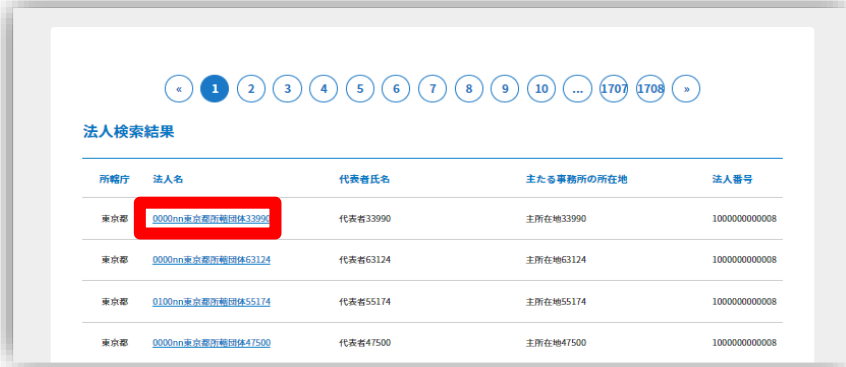 « 1 2 3 4 5 6 7 8 9 10 ... 1707 1708 »
法人検索結果
所轄庁 法人名 代表者氏名 主たる事務所の所在地 法人番号
東京都 0000nn東京都所轄団体33990 代表者33990 主所在地33990 1000000000008
東京都 0000nn東京都所轄団体63124 代表者63124 主所在地63124 1000000000008
東京都 0100nn東京都所轄団体55174 代表者55174 主所在地55174 1000000000008
東京都 0000nn東京都所轄団体47500 代表者47500 主所在地47500 1000000000008